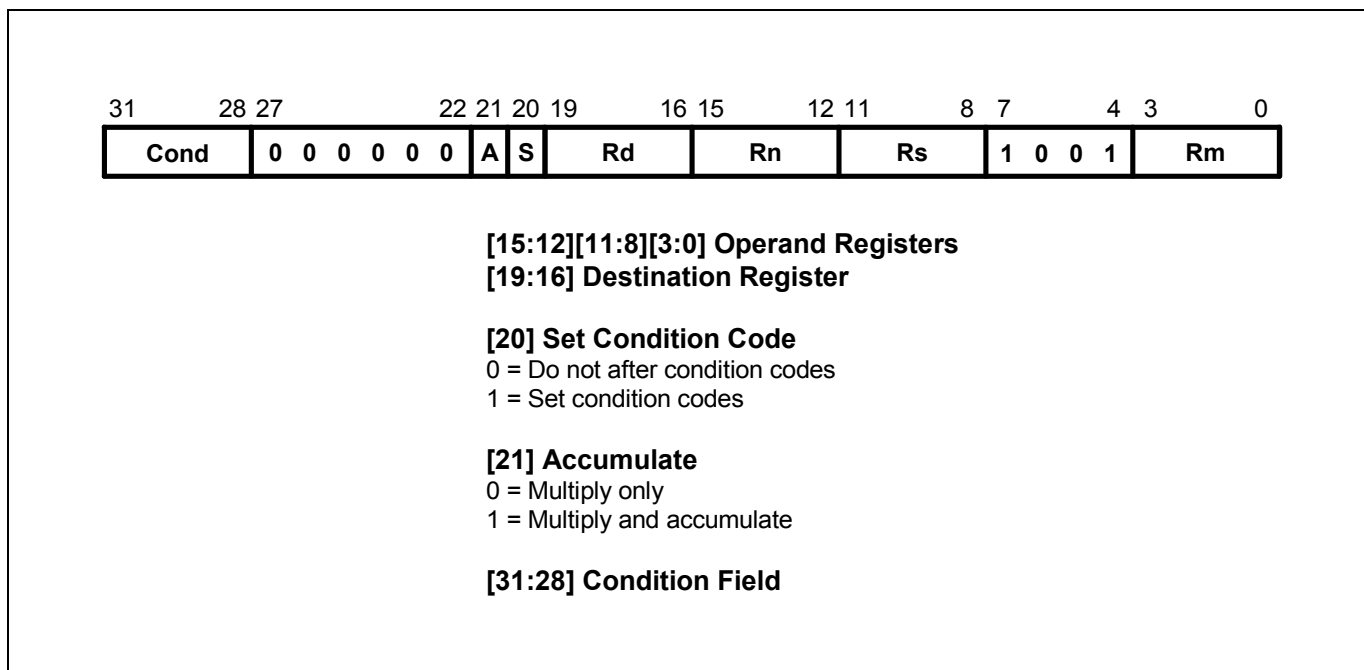 31 28 27 22 21 20 19 16 15 12 11 8 7 4 3 0
Cond 0 0 0 0 0 0 A S Rd Rn Rs 1 0 0 1 Rm
[15:12][11:8][3:0] Operand Registers
[19:16] Destination Register
[20] Set Condition Code
0 = Do not after condition codes
1 = Set condition codes
[21] Accumulate
0 = Multiply only
1 = Multiply and accumulate
[31:28] Condition Field